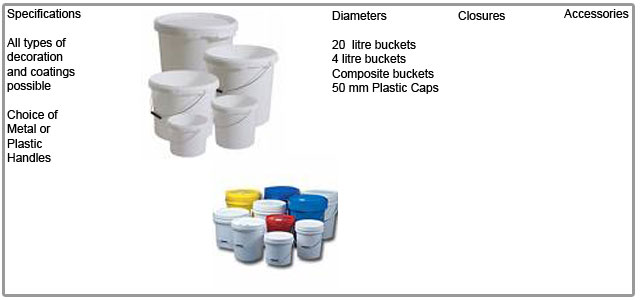 Specifications
All types of
decoration
and coatings
possible
Choice of
Metal or
Plastic
Handles
Diameters
20  litre buckets
4 litre buckets
Composite buckets
50 mm Plastic Caps
Closures
Accessories